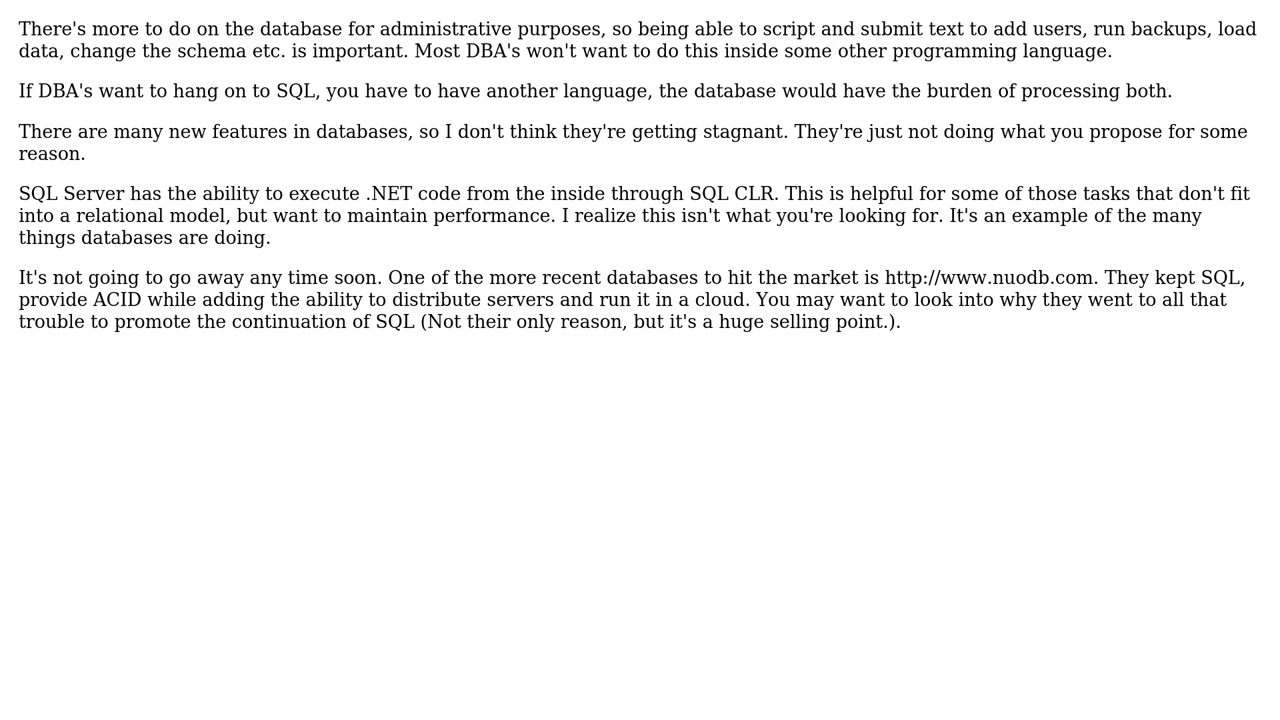 There's more to do on the database for administrative purposes, so being able to script and submit text to add users, run backups, load
data, change the schema etc. is important. Most DBA's won't want to do this inside some other programming language.
If DBA's want to hang on to SQL, you have to have another language, the database would have the burden of processing both.
There are many new features in databases, so I don't think they're getting stagnant. They're just not doing what you propose for some
reason.
SQL Server has the ability to execute .NET code from the inside through SQL CLR. This is helpful for some of those tasks that don't fit
into a relational model, but want to maintain performance. I realize this isn't what you're looking for. It's an example of the many
things databases are doing.
It's not going to go away any time soon. One of the more recent databases to hit the market is http://www.nuodb.com. They kept SQL,
provide ACID while adding the ability to distribute servers and run it in a cloud. You may want to look into why they went to all that
trouble to promote the continuation of SQL (Not their only reason, but it's a huge selling point.).